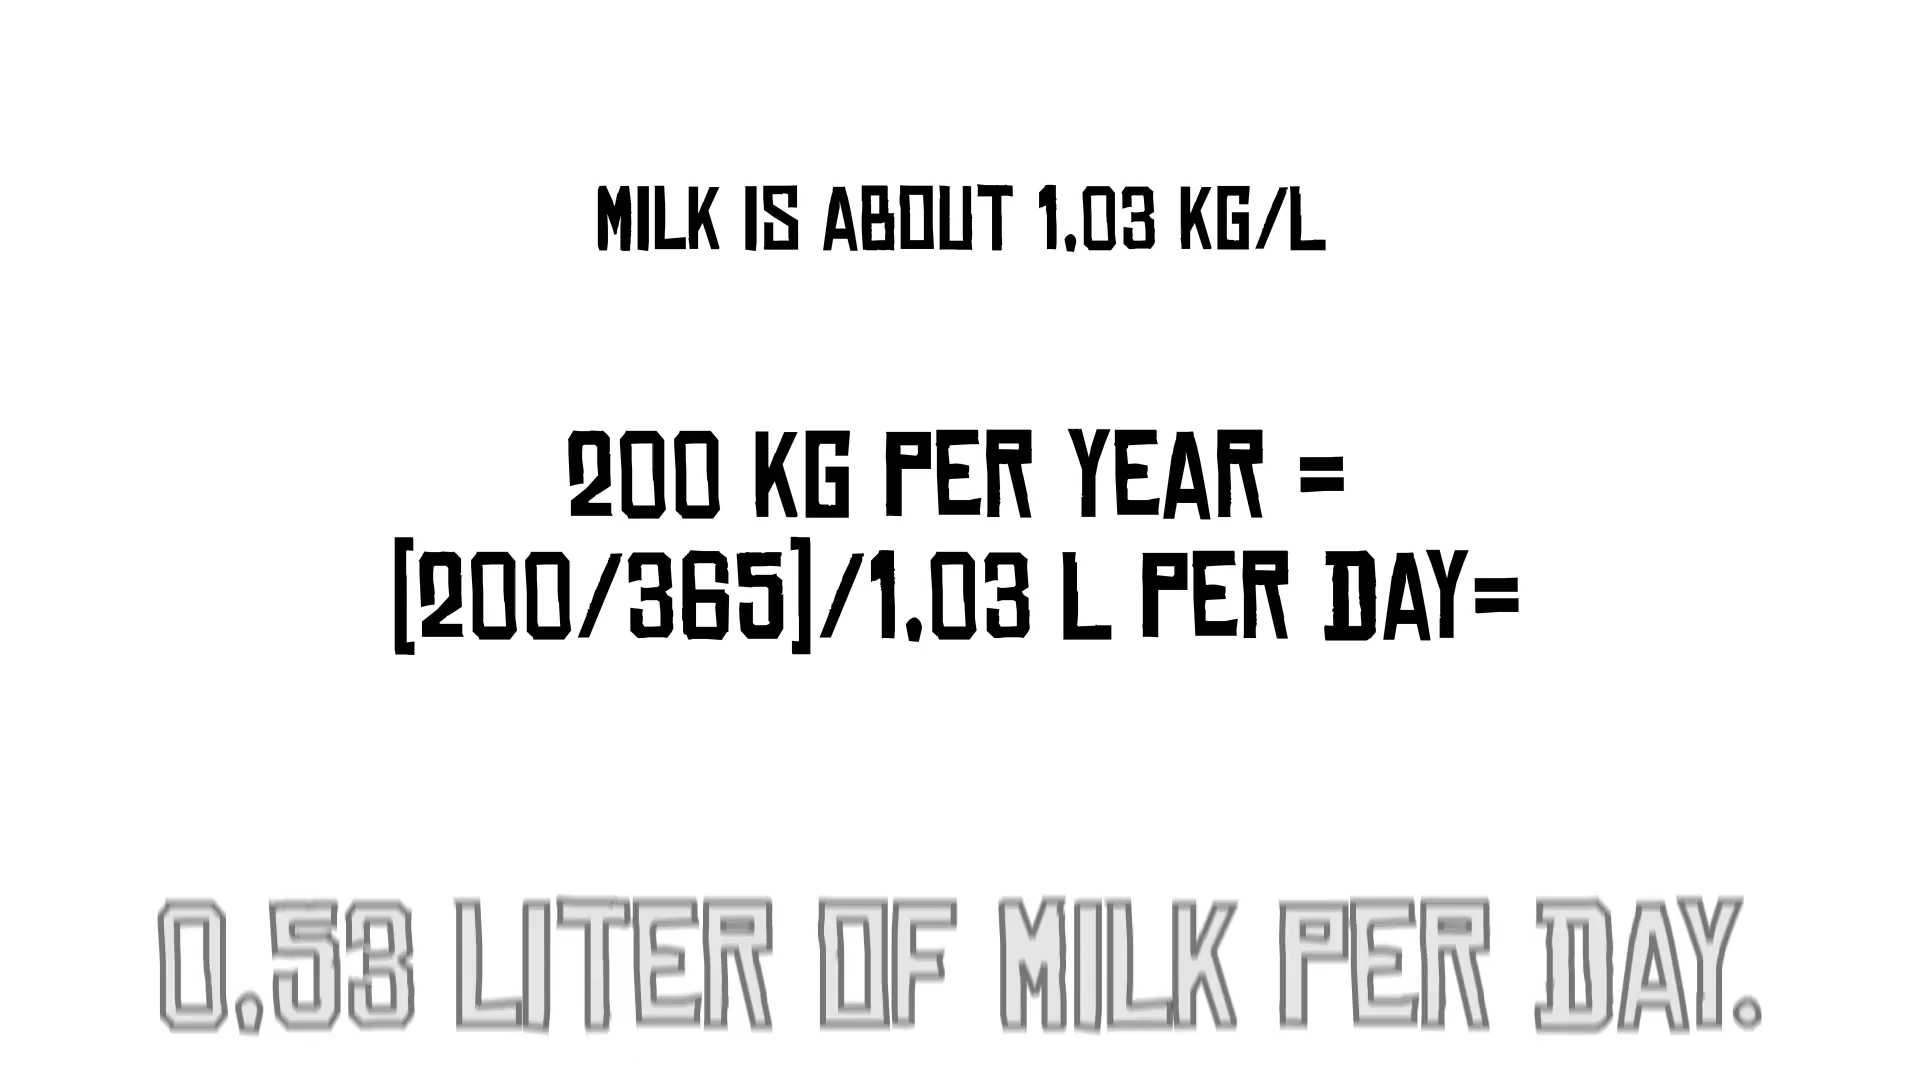 MILK IS ABOUT 1.03 KG/L
200 KG PER YEAR =
[200/365]/1.03 L PER DAY=
0.53 LITER OF MILK PER DAY.